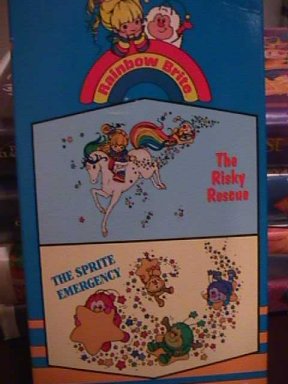 Rainbow Brite
The
Risky
Rescue
THE SPRITE
EMERGENCY